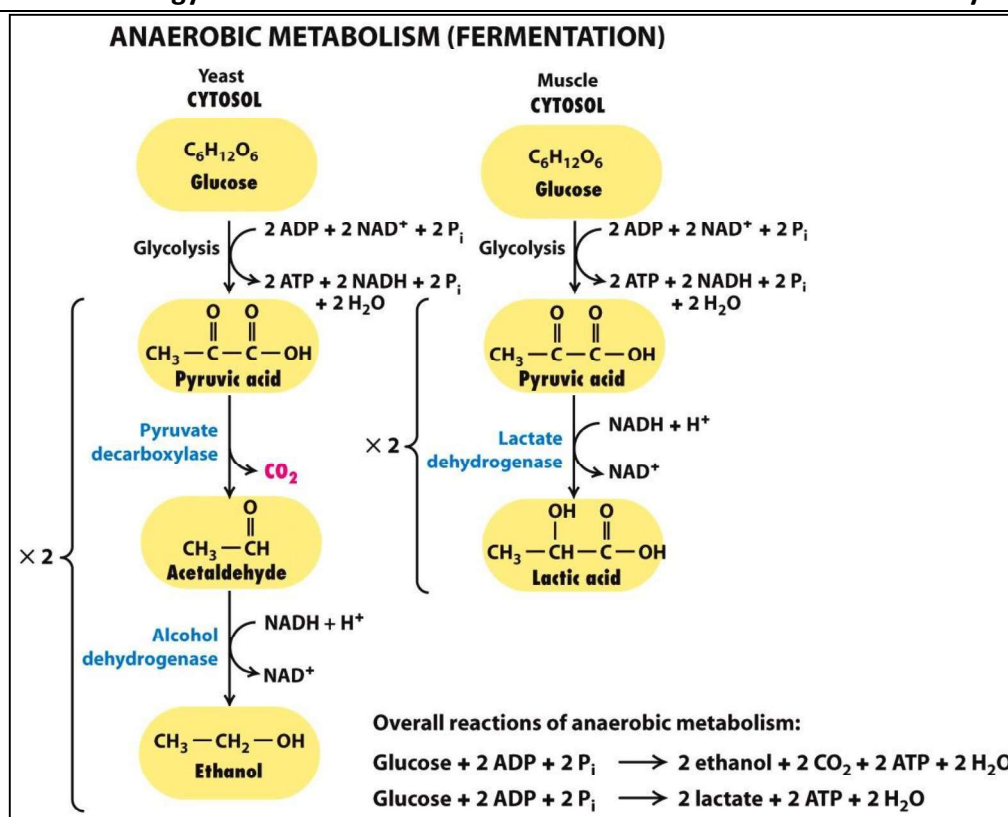 ANAEROBIC METABOLISM (FERMENTATION)
Yeast
CYTOSOL
C₆H₁₂O₆
Glucose
Glycolysis
2 ADP + 2 NAD⁺ + 2 Pᵢ
2 ATP + 2 NADH + 2 Pᵢ
+ 2 H₂O
O O
CH₃ — C — C — OH
Pyruvic acid
Pyruvate
decarboxylase
CO₂
O
CH₃ — CH
Acetaldehyde
× 2
Alcohol
dehydrogenase
NADH + H⁺
NAD⁺
CH₃ — CH₂ — OH
Ethanol
Muscle
CYTOSOL
C₆H₁₂O₆
Glucose
Glycolysis
2 ADP + 2 NAD⁺ + 2 Pᵢ
2 ATP + 2 NADH + 2 Pᵢ
+ 2 H₂O
O O
CH₃ — C — C — OH
Pyruvic acid
× 2
Lactate
dehydrogenase
NADH + H⁺
NAD⁺
OH O
CH₃ — CH — C — OH
Lactic acid
Overall reactions of anaerobic metabolism:
Glucose + 2 ADP + 2 Pᵢ ⟶ 2 ethanol + 2 CO₂ + 2 ATP + 2 H₂O
Glucose + 2 ADP + 2 Pᵢ ⟶ 2 lactate + 2 ATP + 2 H₂O